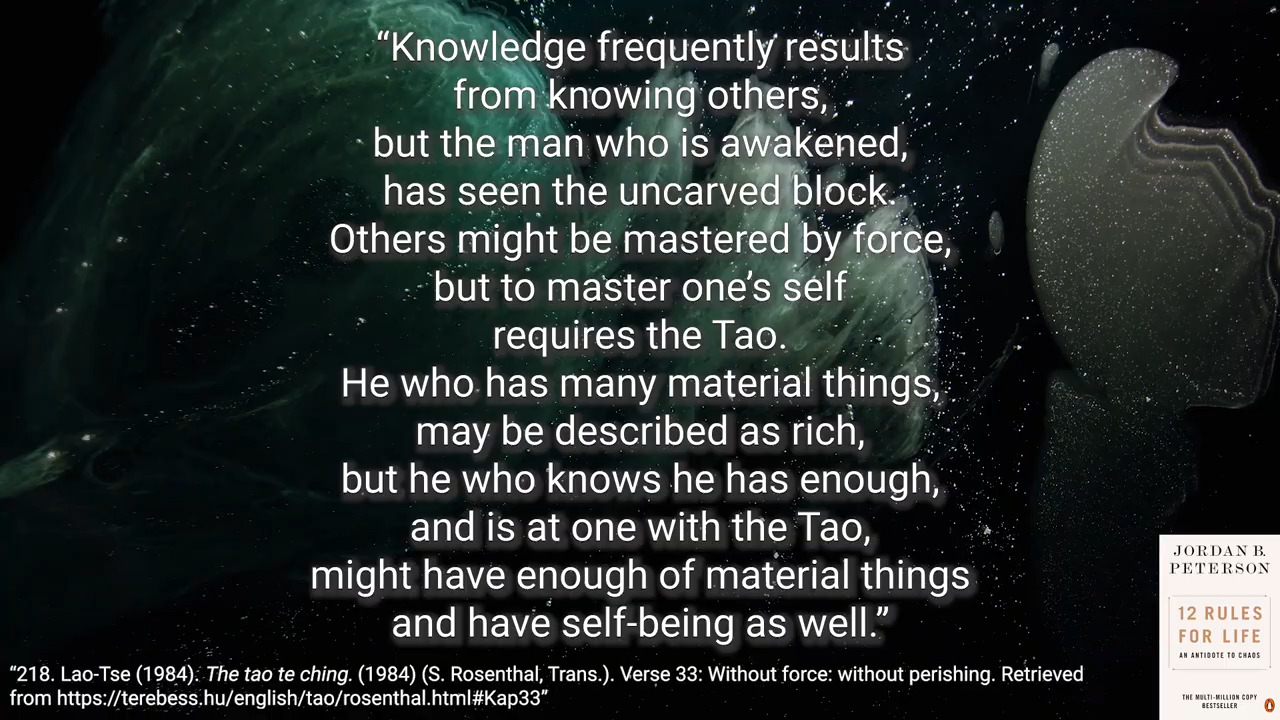 “Knowledge frequently results
from knowing others,
but the man who is awakened,
has seen the uncarved block.
Others might be mastered by force,
but to master one’s self
requires the Tao.
He who has many material things,
may be described as rich,
but he who knows he has enough,
and is at one with the Tao,
might have enough of material things
and have self-being as well.”
“218. Lao-Tse (1984). The tao te ching. (1984) (S. Rosenthal, Trans.). Verse 33: Without force: without perishing. Retrieved
from https://terebess.hu/english/tao/rosenthal.html#Kap33”
JORDAN B.
PETERSON
12 RULES
FOR LIFE
AN ANTIDOTE TO CHAOS
THE MULTI-MILLION COPY
BESTSELLER